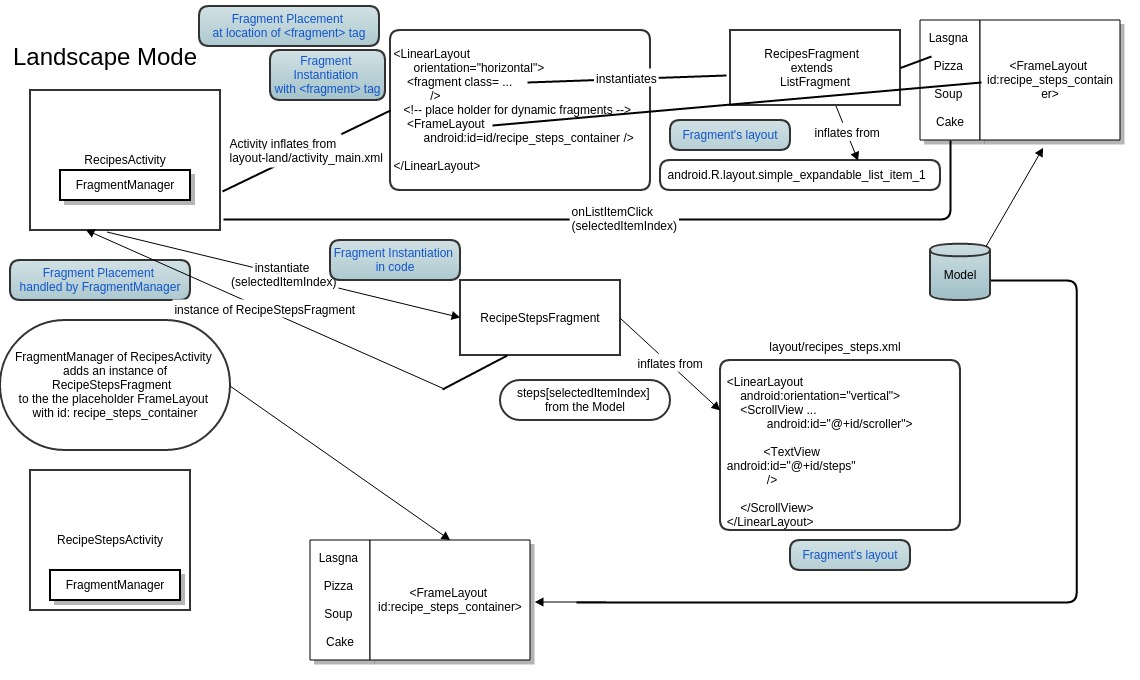 Landscape Mode
Fragment Placement
at location of <fragment> tag
Fragment
Instantiation
with <fragment> tag
RecipesActivity
FragmentManager
Activity inflates from
layout-land/activity_main.xml
<LinearLayout
orientation="horizontal">
<fragment class= ...
/>
<!-- place holder for dynamic fragments -->
<FrameLayout
android:id=id/recipe_steps_container />
</LinearLayout>
instantiates
RecipesFragment
extends
ListFragment
Fragment's layout
inflates from
android.R.layout.simple_expandable_list_item_1
Lasgna
Pizza
Soup
Cake
<FrameLayout
id:recipe_steps_contain
er>
onListItemClick
(selectedItemIndex)
Fragment Placement
handled by FragmentManager
instantiate
(selectedItemIndex)
Fragment Instantiation
in code
instance of RecipeStepsFragment
RecipeStepsFragment
inflates from
steps[selectedItemIndex]
from the Model
Model
layout/recipes_steps.xml
<LinearLayout
android:orientation="vertical">
<ScrollView ...
android:id="@+id/scroller">
<TextView
android:id="@+id/steps"
/>
</ScrollView>
</LinearLayout>
Fragment's layout
FragmentManager of RecipesActivity
adds an instance of
RecipeStepsFragment
to the the placeholder FrameLayout
with id: recipe_steps_container
RecipeStepsActivity
FragmentManager
Lasgna
Pizza
Soup
Cake
<FrameLayout
id:recipe_steps_container>